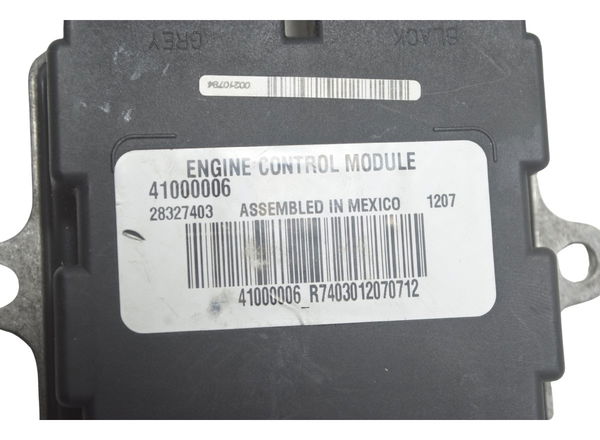 GREY BLACK
00210784
ENGINE CONTROL MODULE
41000006
28327403 ASSEMBLED IN MEXICO 1207
41000006_R7403012070712